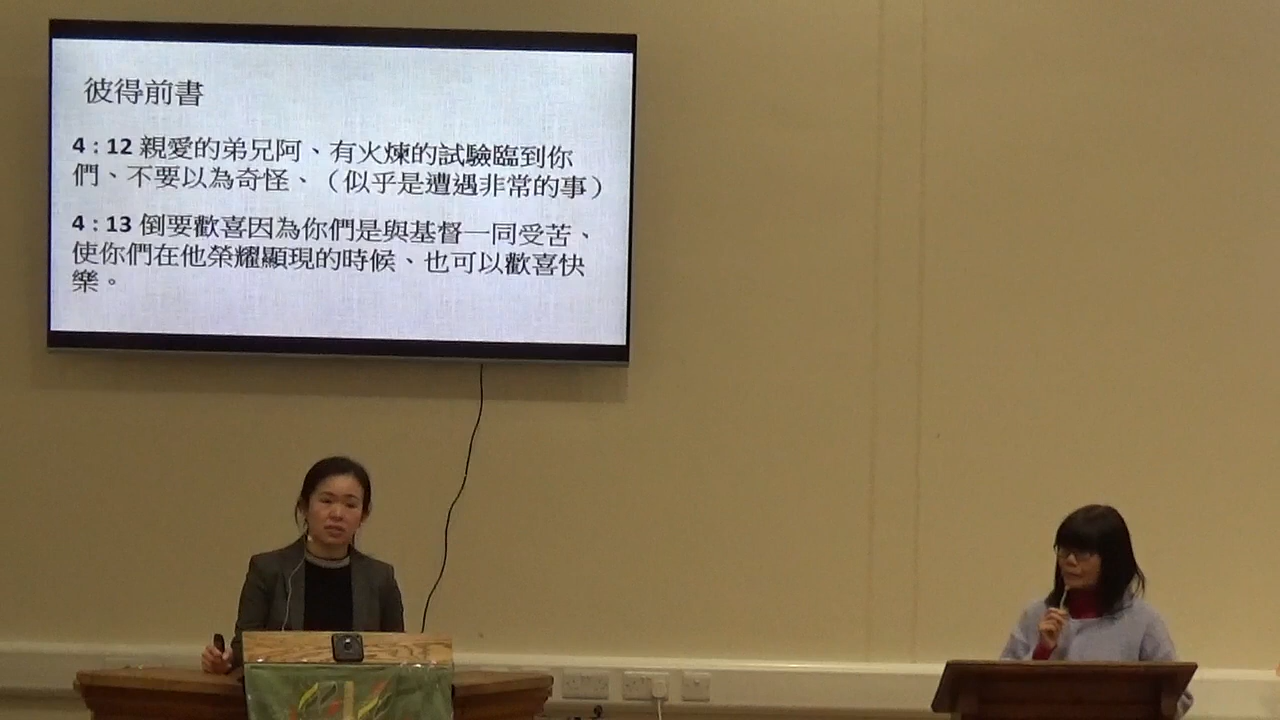 彼得前書
4：12 親愛的弟兄阿、有火煉的試驗臨到你
們、不要以為奇怪、（似乎是遭遇非常的事）
4：13 倒要歡喜因為你們是與基督一同受苦、
使你們在他榮耀顯現的時候、也可以歡喜快
樂。